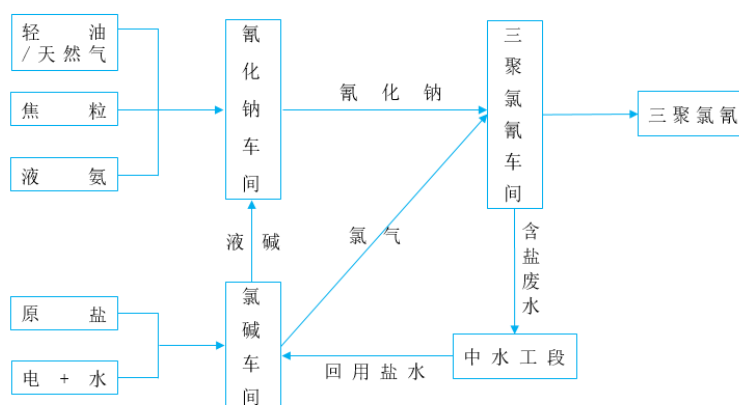 轻油
/天然气
焦粒
液氨
氰化钠车间
氰化钠
三聚氯氰车间
三聚氯氰
液碱
氯气
含盐废水
原盐
电+水
氯碱车间
回用盐水
中水工段